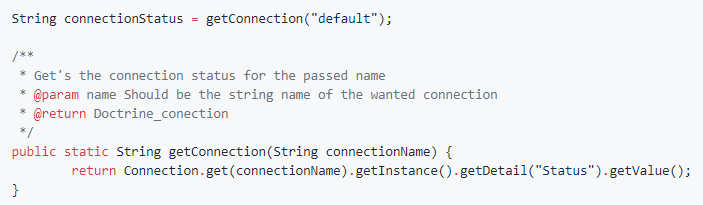 String connectionStatus = getConnection("default");
/**
 * Get's the connection status for the passed name
 * @param name Should be the string name of the wanted connection
 * @return Doctrine_conection
 */
public static String getConnection(String connectionName) {
        return Connection.get(connectionName).getInstance().getDetail("Status").getValue();
}